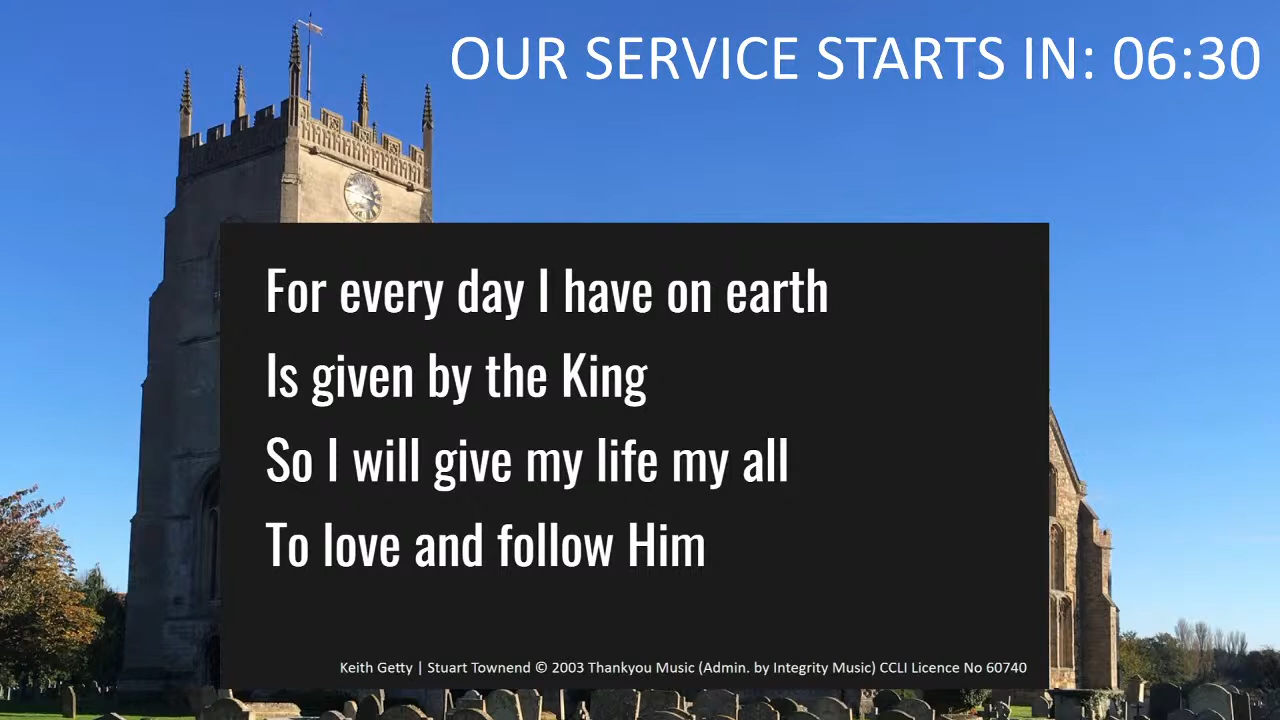 OUR SERVICE STARTS IN: 06:30
For every day I have on earth
Is given by the King
So I will give my life my all
To love and follow Him
Keith Getty | Stuart Townend © 2003 Thankyou Music (Admin. by Integrity Music) CCLI Licence No 60740